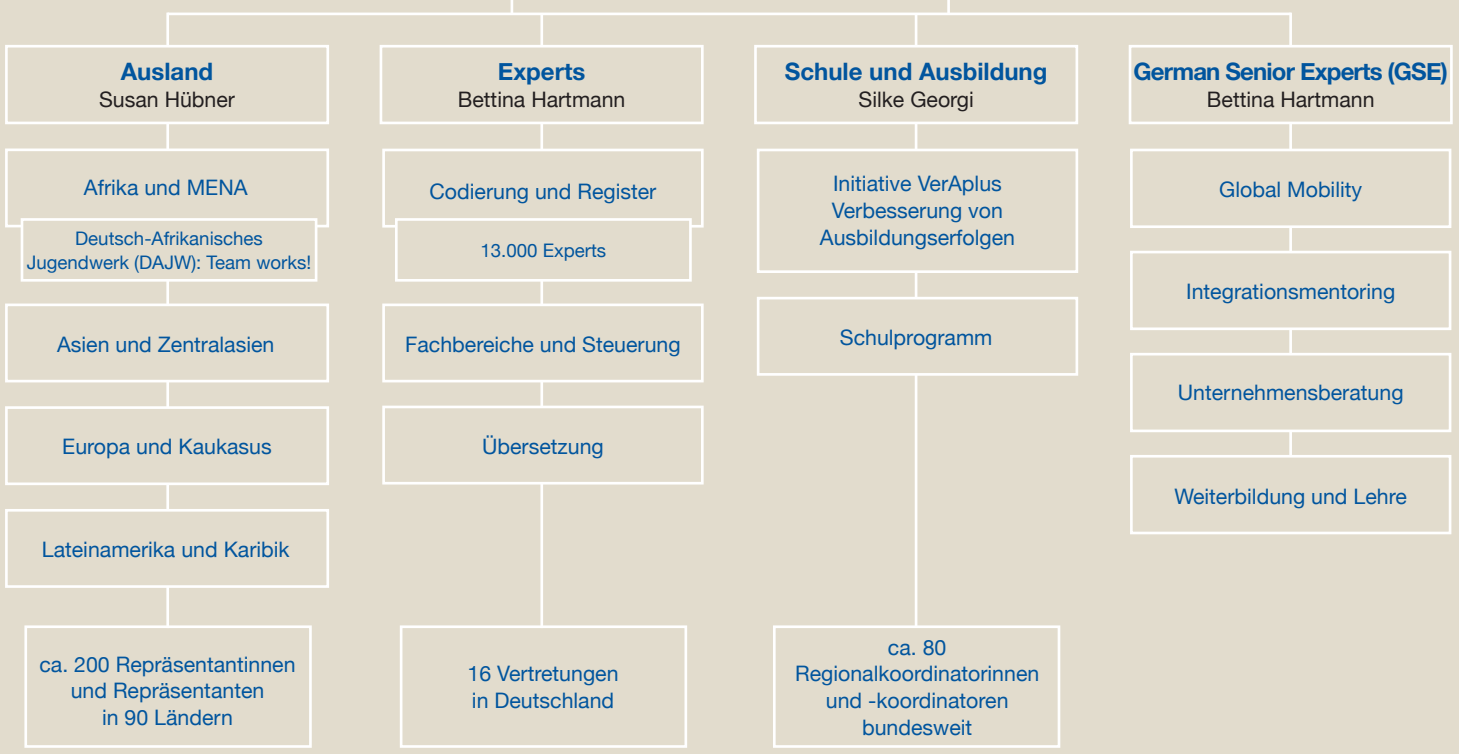 Ausland
Susan Hübner
Afrika und MENA
Deutsch-Afrikanisches
Jugendwerk (DAJW): Team works!
Asien und Zentralasien
Europa und Kaukasus
Lateinamerika und Karibik
ca. 200 Repräsentantinnen
und Repräsentanten
in 90 Ländern
Experts
Bettina Hartmann
Codierung und Register
13.000 Experts
Fachbereiche und Steuerung
Übersetzung
16 Vertretungen
in Deutschland
Schule und Ausbildung
Silke Georgi
Initiative VerAplus
Verbesserung von
Ausbildungserfolgen
Schulprogramm
ca. 80
Regionalkoordinatorinnen
und -koordinatoren
bundesweit
German Senior Experts (GSE)
Bettina Hartmann
Global Mobility
Integrationsmentoring
Unternehmensberatung
Weiterbildung und Lehre